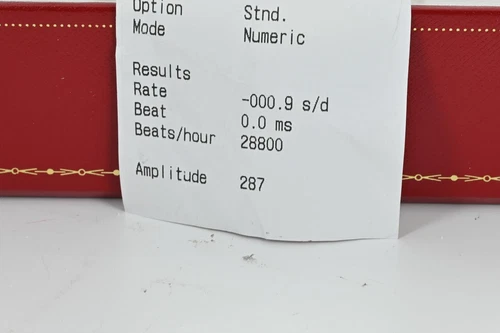 Option Stnd.
Mode Numeric
Results
Rate -000.9 s/d
Beat 0.0 ms
Beats/hour 28800
Amplitude 287